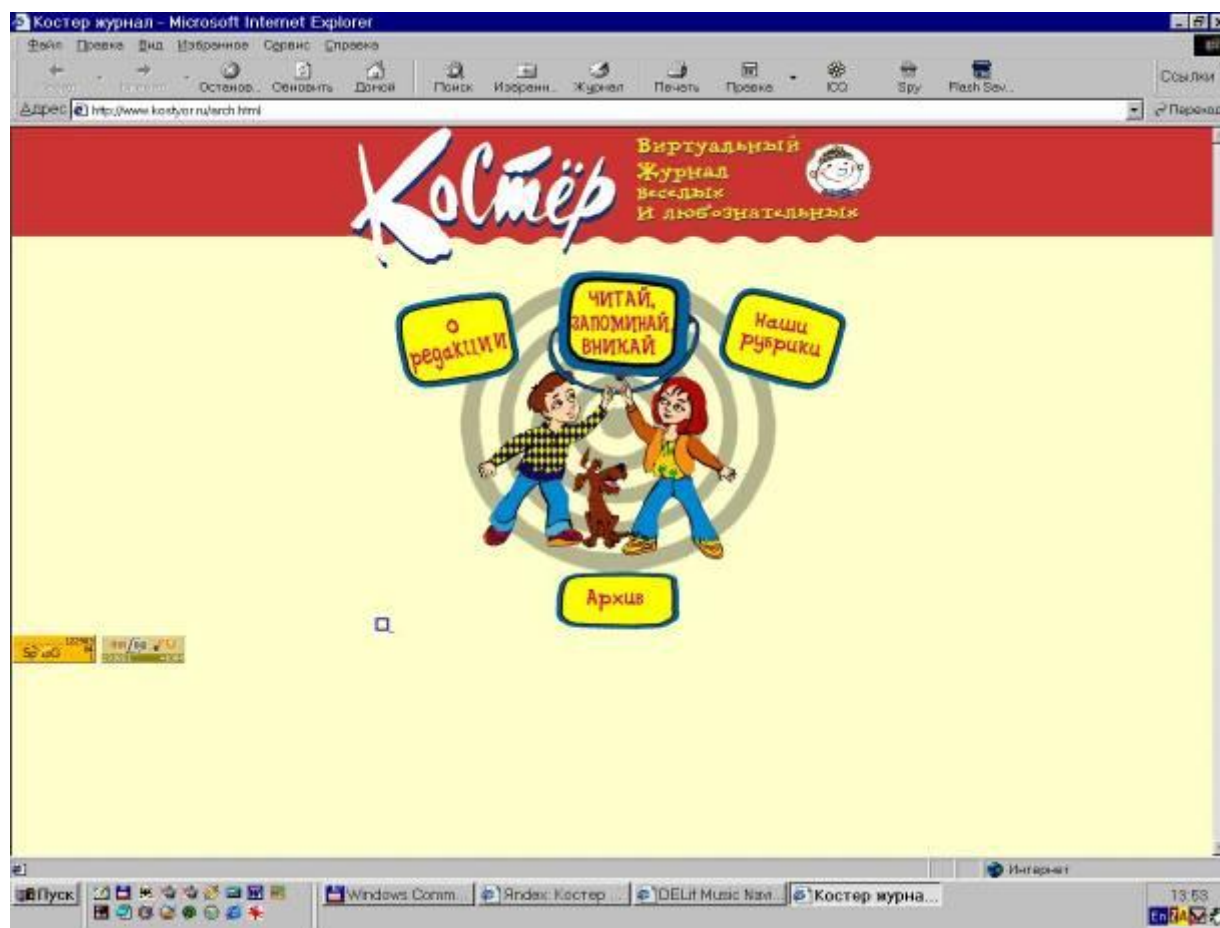 Костер журнал - Microsoft Internet Explorer
Файл Правка Вид Избранное Сервис Справка
Останов... Обновить Домой Поиск Избранн... Журнал Печать Правка ICQ Spy Flash Sav...
Ссылки
Адрес http://www.kostyor.ru/arch.html
Переход
Костёр
Виртуальный
Журнал
Веселых
И любознательных
О
редакции
ЧИТАЙ,
ЗАПОМИНАЙ,
ВНИКАЙ
Наши
рубрики
Архив
Интернет
Пуск
Windows Comm... Яndex: Костер ... DELit Music Navi... Костер журна...
13:53
En